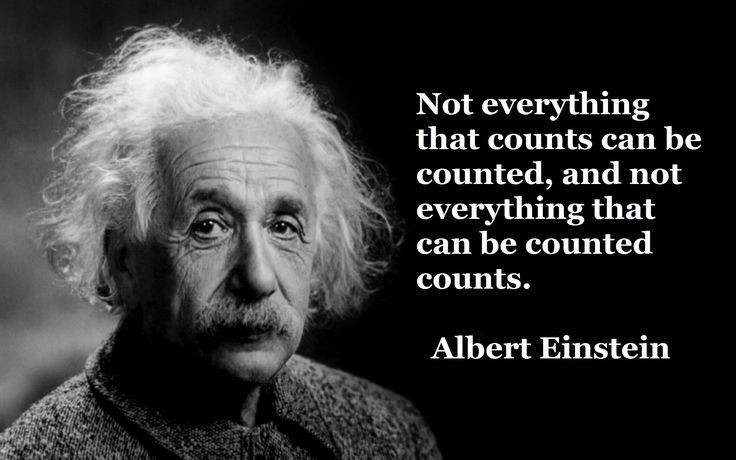 Not everything
that counts can be
counted, and not
everything that
can be counted
counts.
Albert Einstein